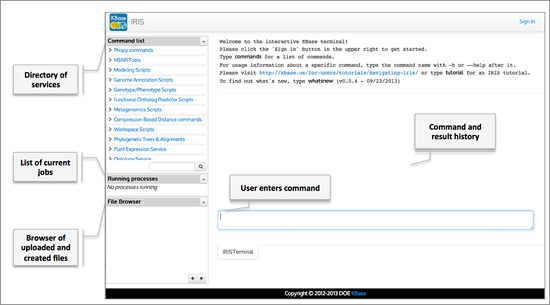 KBase
IRIS
Sign In
Command list
Phispy commands
MSNR Tools
Modeling Scripts
Genome Annotation Scripts
Genotype/Phenotype Scripts
Functional Ortholog Predictor Scripts
Metagenomics Scripts
Compression Based Distance commands
Workspace Scripts
Phylogenetic Trees & Alignments
Plant Expression Service
Ontology Service
Running processes
No processes running
File Browser
Welcome to the interactive KBase terminal!
Please click the 'Sign in' button in the upper right to get started.
Type commands for a list of commands.
For usage information about a specific command, type the command name with -h or --help after it.
Please visit http://kbase.us/for-users/tutorials/navigating-iris/ or type tutorial for an IRIS tutorial.
To find out what's new, type whatsnew (v0.0.4 - 09/23/2013)
Directory of
services
List of current
jobs
Browser of
uploaded and
created files
Command and
result history
User enters command
IRIS Terminal
Copyright © 2012-2013 DOE KBase